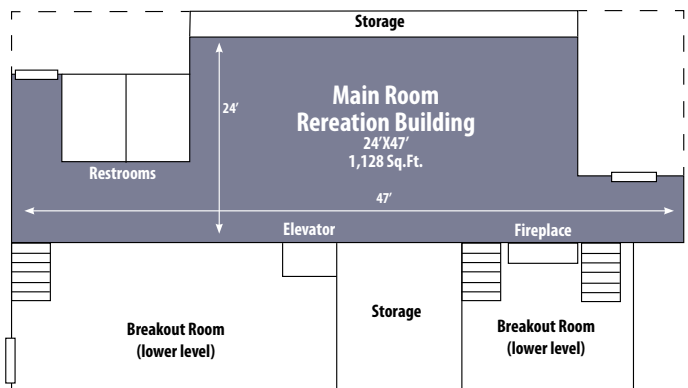 Storage
Main Room
Rereation Building
24’X47’
1,128 Sq.Ft.
24’
Restrooms
47’
Elevator
Fireplace
Storage
Breakout Room
(lower level)
Breakout Room
(lower level)